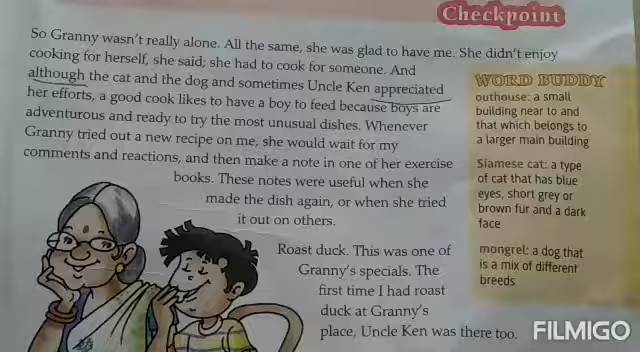 Checkpoint
So Granny wasn't really alone. All the same, she was glad to have me. She didn't enjoy
cooking for herself, she said; she had to cook for someone. And
although the cat and the dog and sometimes Uncle Ken appreciated
her efforts, a good cook likes to have a boy to feed because boys are
adventurous and ready to try the most unusual dishes. Whenever
Granny tried out a new recipe on me, she would wait for my
comments and reactions, and then make a note in one of her exercise
books. These notes were useful when she
made the dish again, or when she tried
it out on others.
Roast duck. This was one of
Granny's specials. The
first time I had roast
duck at Granny's
place, Uncle Ken was there too.
WORD BUDDY
outhouse: a small
building near to and
that which belongs to
a larger main building
Siamese cat: a type
of cat that has blue
eyes, short grey or
brown fur and a dark
face
mongrel: a dog that
is a mix of different
breeds
FILMIGO